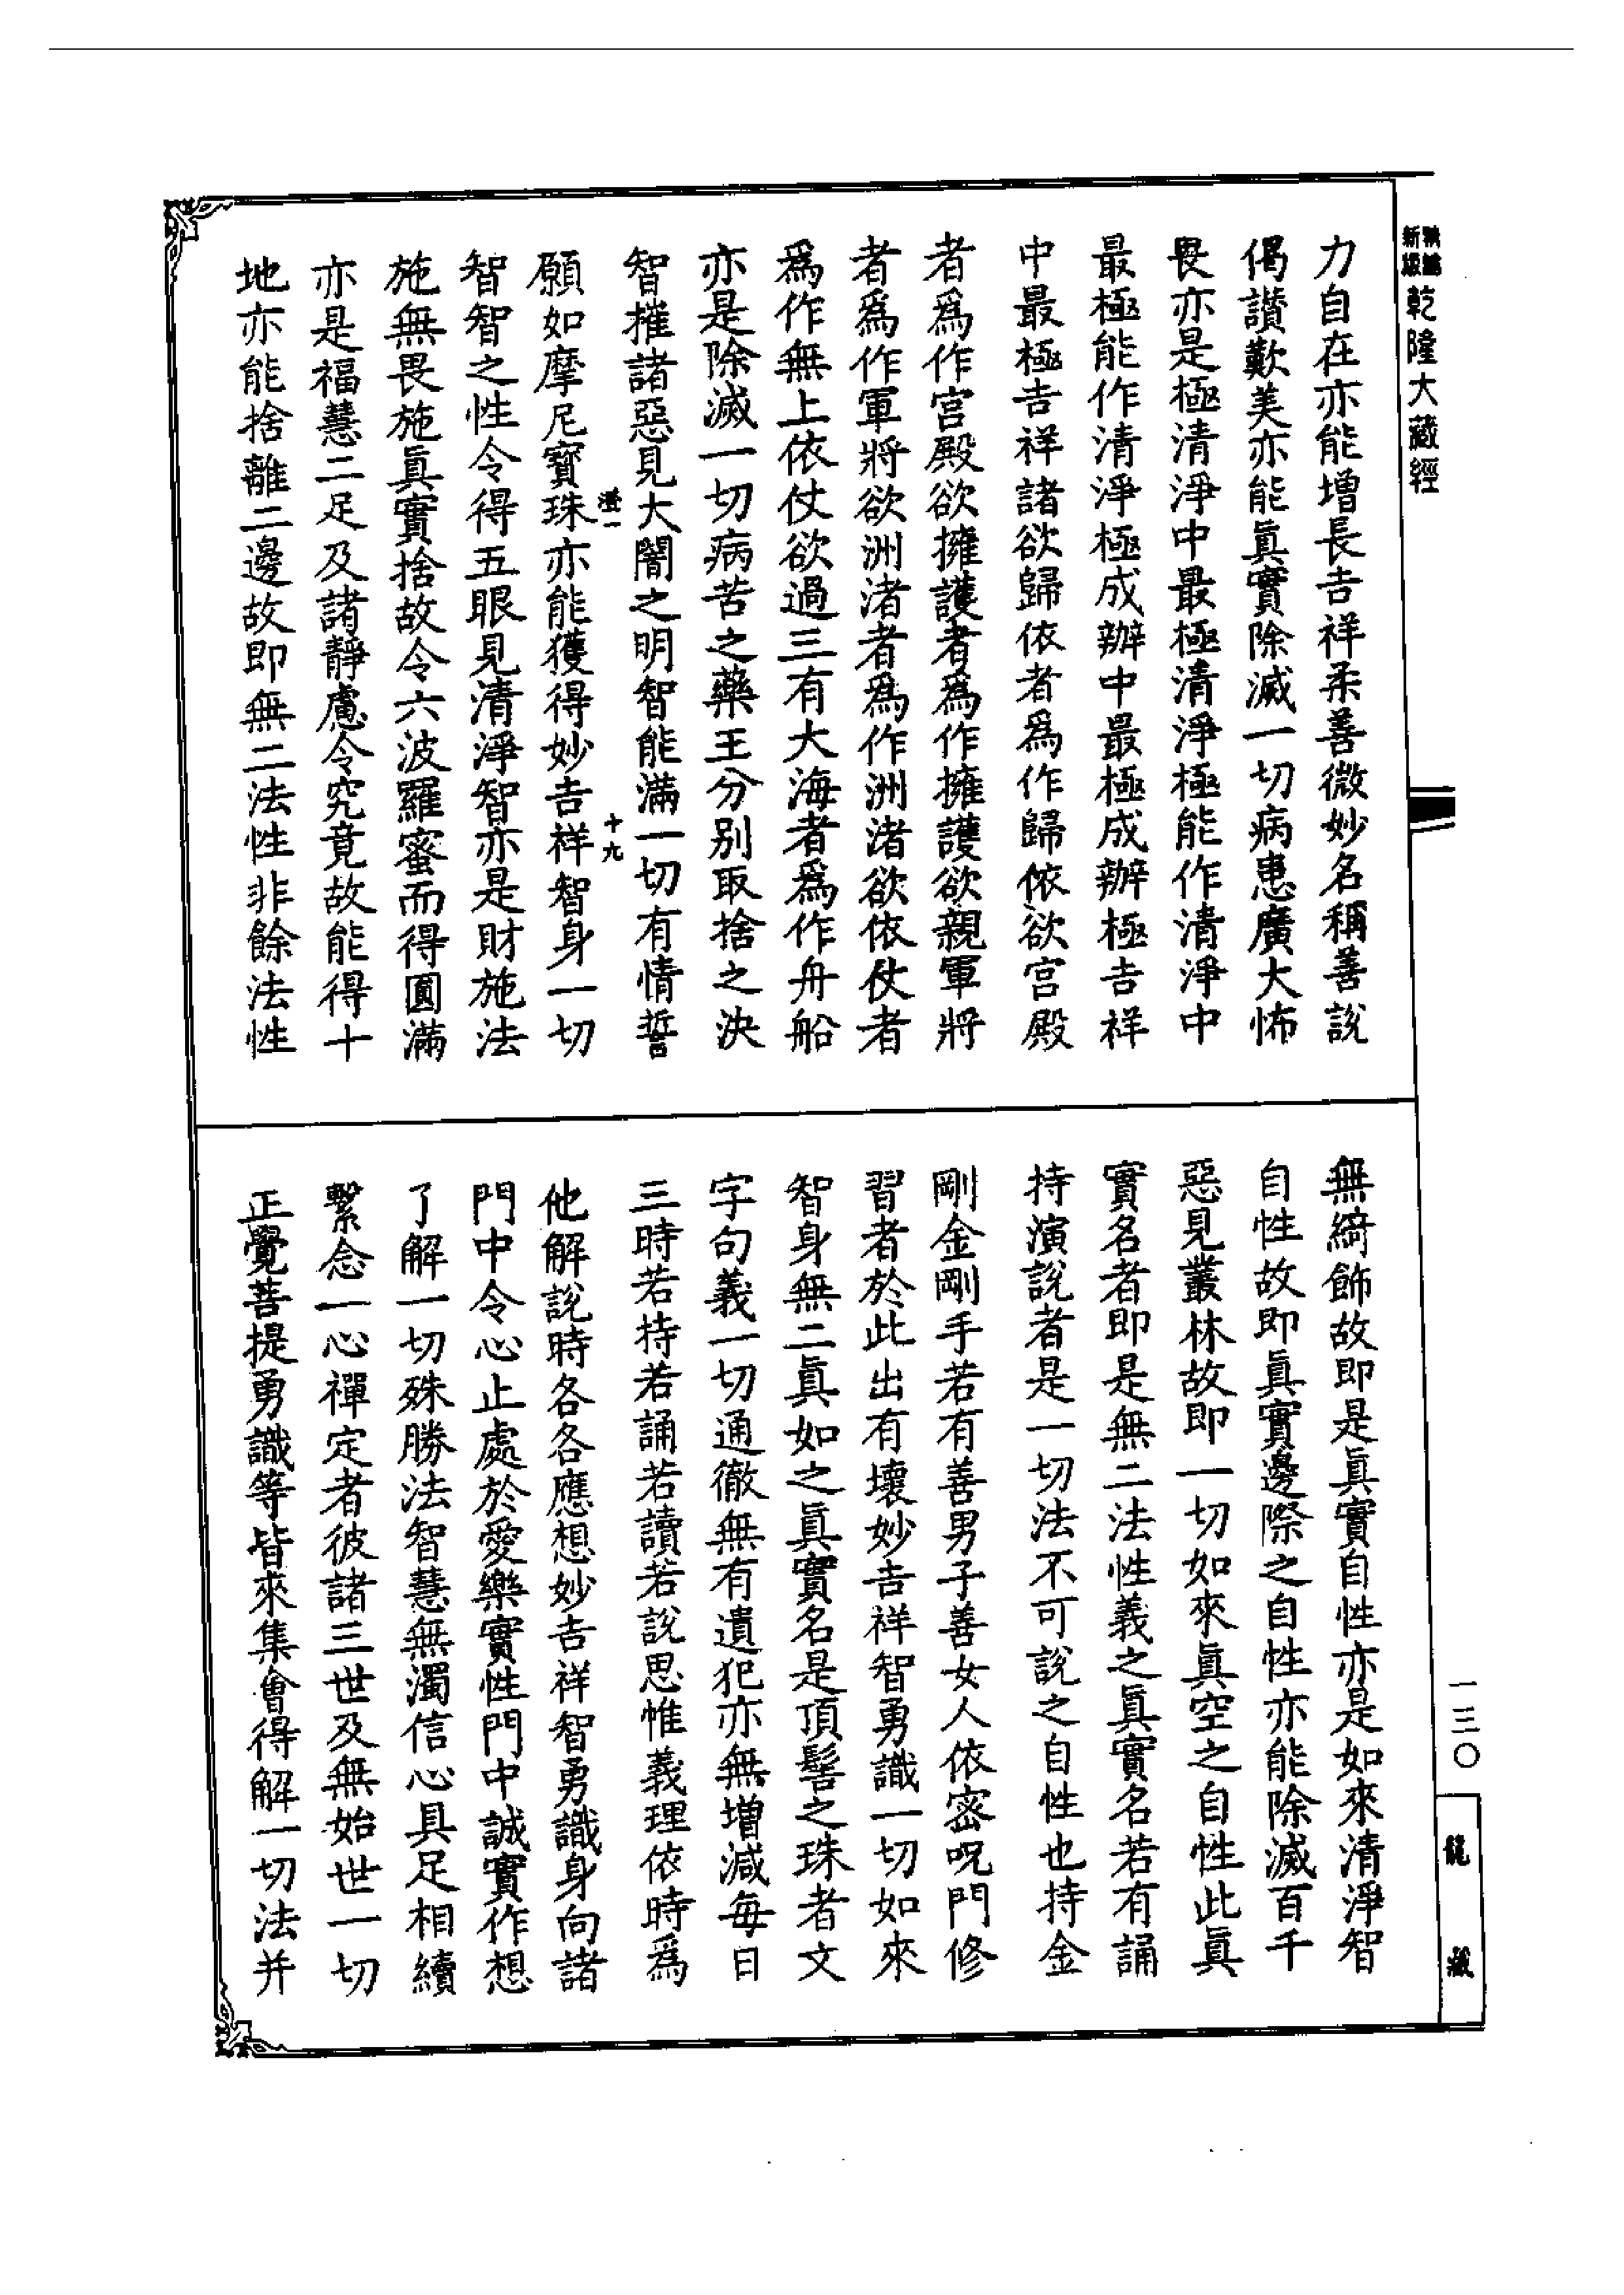 乾隆大藏經
力自在亦能增長吉祥柔善微妙名稱善說
偈讚歎美亦能眞實除滅一切病患廣大怖
畏亦是極清淨中最極清淨極能作清淨中
最極能作清淨極成辦中最極成辦極吉祥
中最極吉祥諸欲歸依者為作歸依欲宮殿
者爲作宮殿欲擁護者爲作擁護欲親軍將
者爲作軍將欲洲渚者爲作洲渚欲依仗者
爲作無上依仗欲過三有大海者爲作舟船
亦是除滅一切病苦之藥王分別取捨之決
智摧諸惡見大闇之明智能滿一切有情誓
十九
願如摩尼寶珠亦能獲得妙吉祥智身一切
智智之性令得五眼見清淨智亦是財施法
施無畏施眞實捨故令六波羅蜜而得圓滿
亦是福慧二足及諸靜慮令究竟故能得十
地亦能捨離二邊故即無二法性非餘法性
無綺飾故即是眞實自性亦是如來清淨智
自性故即眞實邊際之自性亦能除滅百千
惡見叢林故即一切如來眞空之自性此眞
實名者即是無二法性義之眞實名若有誦
持演說者是一切法不可說之自性也持金
剛金剛手若有善男子善女人依密呪門修
習者於此出有壞妙吉祥智勇識一切如來
智身無二眞如之眞實名是頂髻之珠者文
字句義一切通徹無有遺犯亦無增減每日
三時若持若誦若讀若說思惟義理依時爲
他解說時各各應想妙吉祥智勇識身向諸
門中令心止處於愛樂實性門中誠實作想
了解一切殊勝法智慧無濁信心具足相續
繫念一心禪定者彼諸三世及無始世一切
正覺菩提勇識等皆來集會得解一切法并
一三〇
龍藏